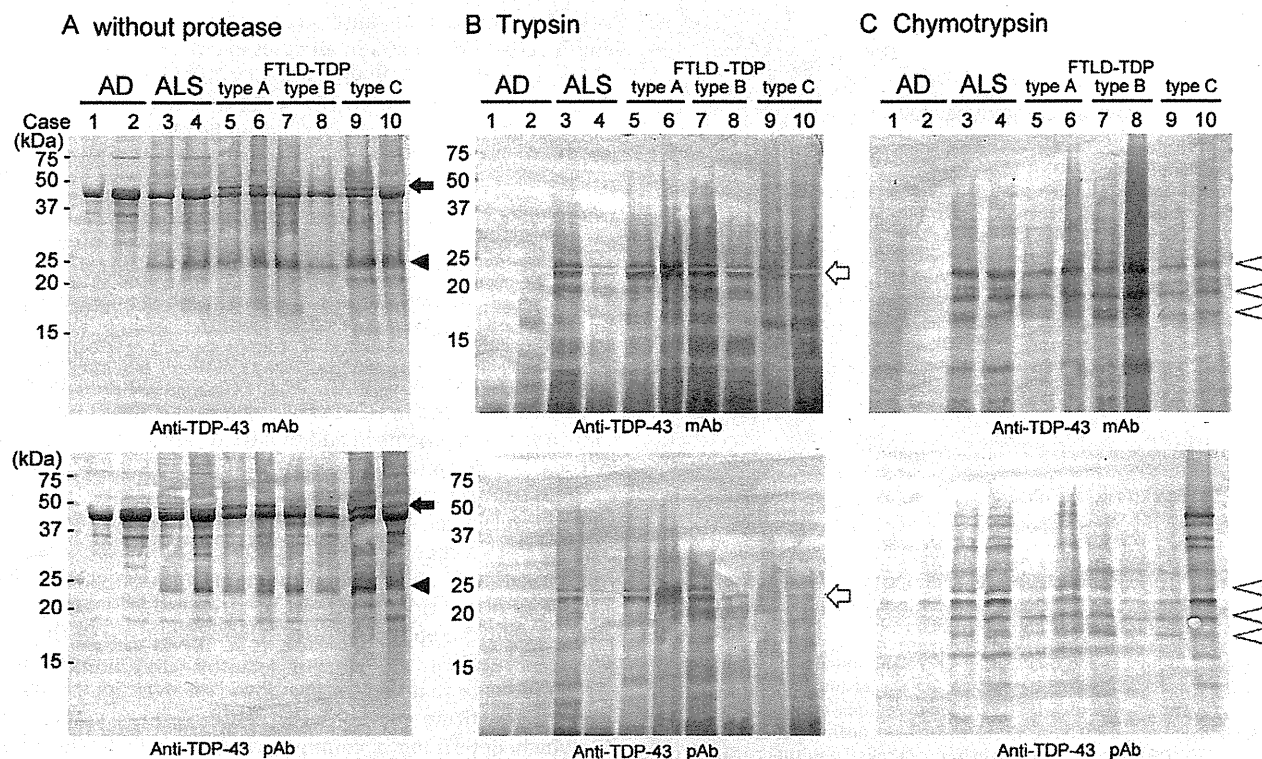 A without protease
AD ALS FTLD-TDP type A type B type C
Case 1 2 3 4 5 6 7 8 9 10
(kDa)
75
50
37
25
20
15
Anti-TDP-43 mAb
(kDa)
75
50
37
25
20
15
Anti-TDP-43 pAb
B Trypsin
FTLD -TDP
AD ALS type A type B type C
1 2 3 4 5 6 7 8 9 10
75
50
37
25
20
15
Anti-TDP-43 mAb
75
50
37
25
20
15
Anti-TDP-43 pAb
C Chymotrypsin
FTLD-TDP
AD ALS type A type B type C
1 2 3 4 5 6 7 8 9 10
Anti-TDP-43 mAb
Anti-TDP-43 pAb